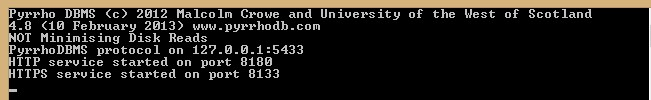 Pyrrho DBMS (c) 2012 Malcolm Crowe and University of the West of Scotland
4.8 (10 February 2013) www.pyrrhodb.com
NOT Minimising Disk Reads
PyrrhoDBMS protocol on 127.0.0.1:5433
HTTP service started on port 8180
HTTPS service started on port 8133